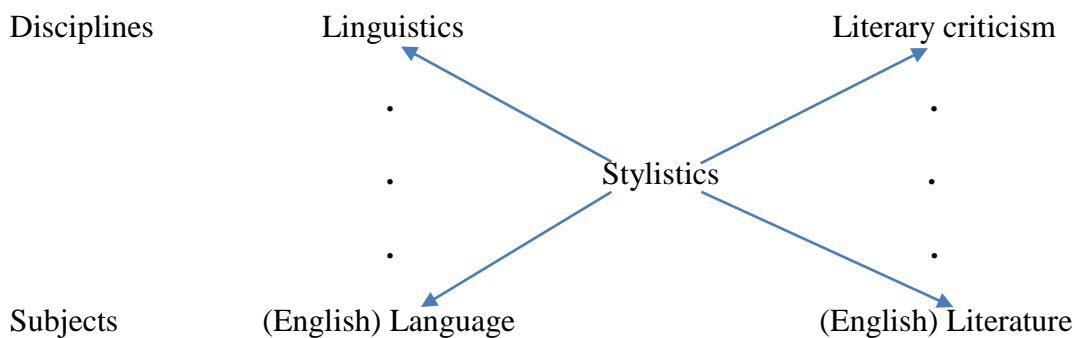 Disciplines Linguistics Literary criticism
. .
Stylistics
. .
. .
Subjects (English) Language (English) Literature